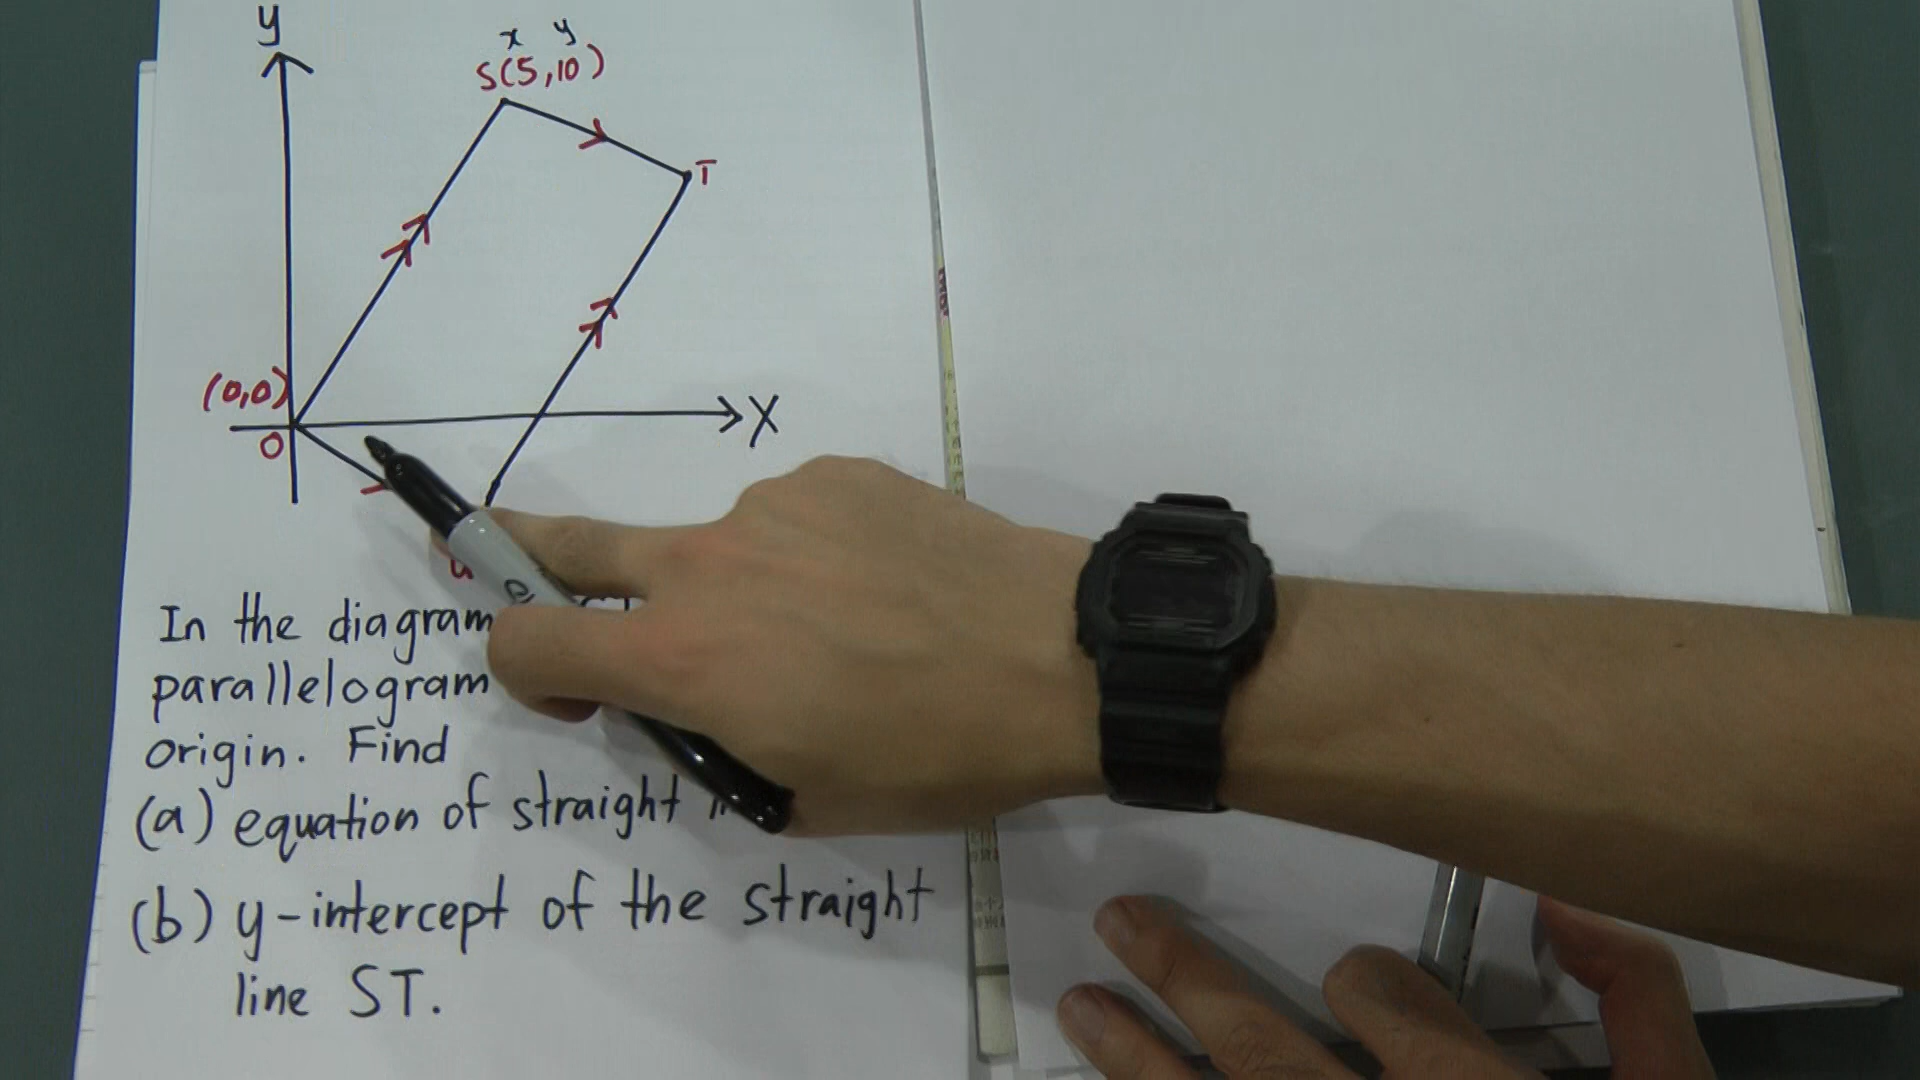 y
x y
S(5,10)
T
(0,0)
O
X
In the diagram
parallelogram
origin. Find
(a) equation of straight
(b) y-intercept of the straight
line ST.